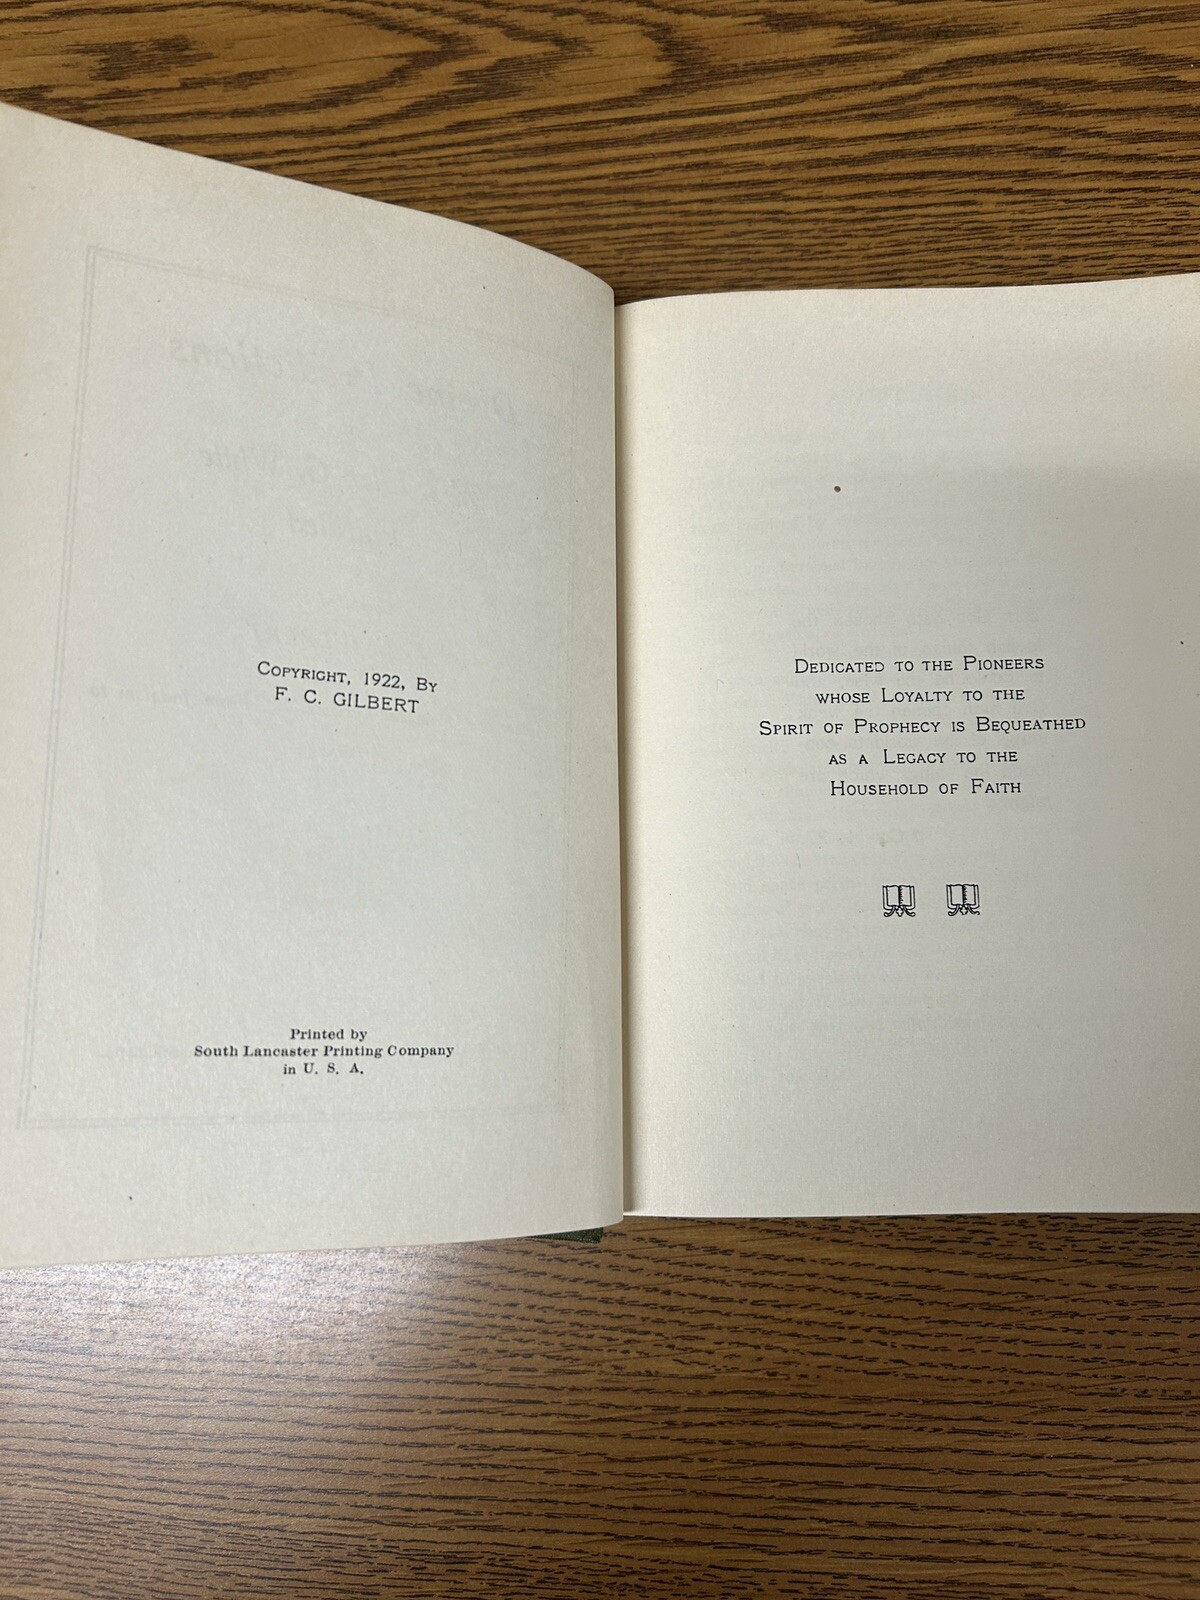 Copyright, 1922, By
F. C. GILBERT
Printed by
South Lancaster Printing Company
in U. S. A.
Dedicated to the Pioneers
whose Loyalty to the
Spirit of Prophecy is Bequeathed
as a Legacy to the
Household of Faith